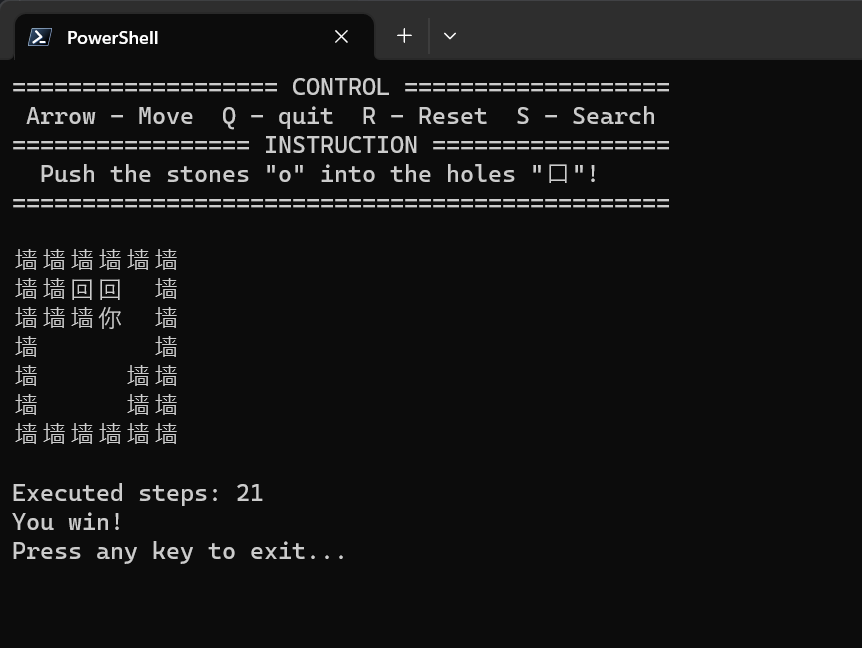 PowerShell
=================== CONTROL ===================
Arrow - Move  Q - quit  R - Reset  S - Search
================= INSTRUCTION =================
Push the stones "o" into the holes "口"!
===============================================
墙墙墙墙墙墙
墙墙回回　墙
墙墙墙你　墙
墙　　　　墙
墙　　　墙墙
墙　　　墙墙
墙墙墙墙墙墙
Executed steps: 21
You win!
Press any key to exit...